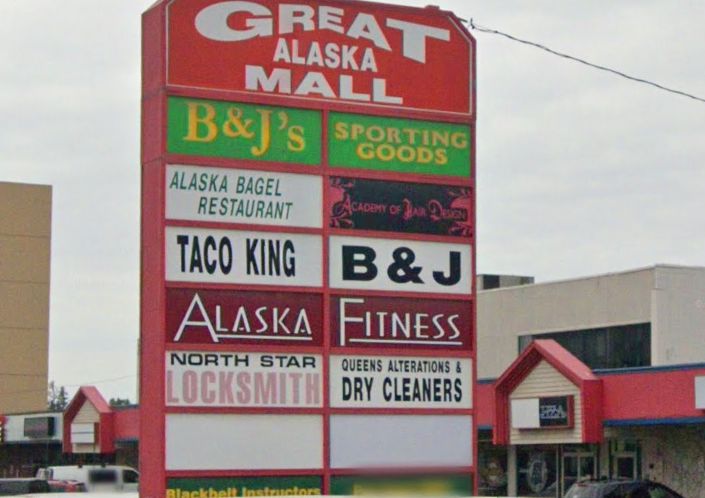 GREAT
ALASKA
MALL
B&J's
SPORTING
GOODS
ALASKA BAGEL
RESTAURANT
ACADEMY OF HAIR DESIGN
TACO KING
B & J
ALASKA
FITNESS
NORTH STAR
LOCKSMITH
QUEENS ALTERATIONS &
DRY CLEANERS
Blackbelt Instructors